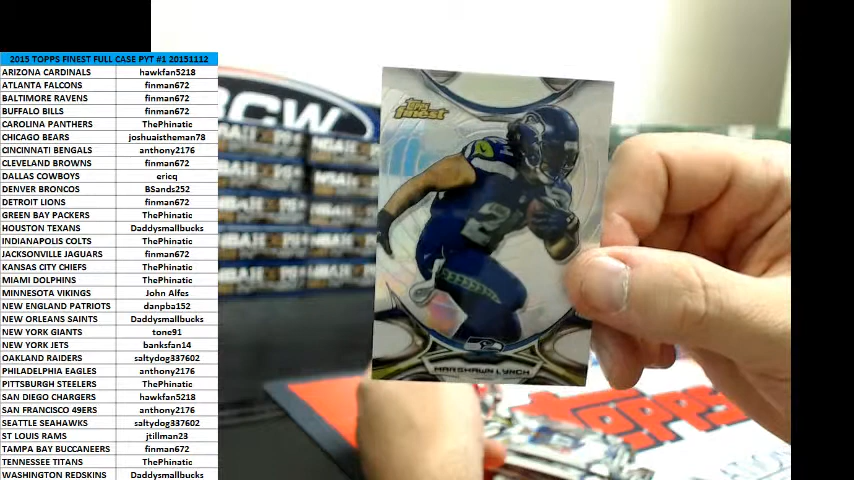 2015 TOPPS FINEST FULL CASE PYT #1 20151112
ARIZONA CARDINALS hawkfan5218
ATLANTA FALCONS finman672
BALTIMORE RAVENS finman672
BUFFALO BILLS finman672
CAROLINA PANTHERS ThePhinatic
CHICAGO BEARS joshuaistheman78
CINCINNATI BENGALS anthony2176
CLEVELAND BROWNS finman672
DALLAS COWBOYS ericq
DENVER BRONCOS BSands252
DETROIT LIONS finman672
GREEN BAY PACKERS ThePhinatic
HOUSTON TEXANS Daddysmallbucks
INDIANAPOLIS COLTS ThePhinatic
JACKSONVILLE JAGUARS finman672
KANSAS CITY CHIEFS ThePhinatic
MIAMI DOLPHINS ThePhinatic
MINNESOTA VIKINGS John Alfes
NEW ENGLAND PATRIOTS danpba152
NEW ORLEANS SAINTS Daddysmallbucks
NEW YORK GIANTS tone91
NEW YORK JETS banksfan14
OAKLAND RAIDERS saltydog337602
PHILADELPHIA EAGLES anthony2176
PITTSBURGH STEELERS ThePhinatic
SAN DIEGO CHARGERS hawkfan5218
SAN FRANCISCO 49ERS anthony2176
SEATTLE SEAHAWKS saltydog337602
ST LOUIS RAMS jtillman23
TAMPA BAY BUCCANEERS finman672
TENNESSEE TITANS ThePhinatic
WASHINGTON REDSKINS Daddysmallbucks
Topps
finest
24
MARSHAWN LYNCH
BCW
Topps